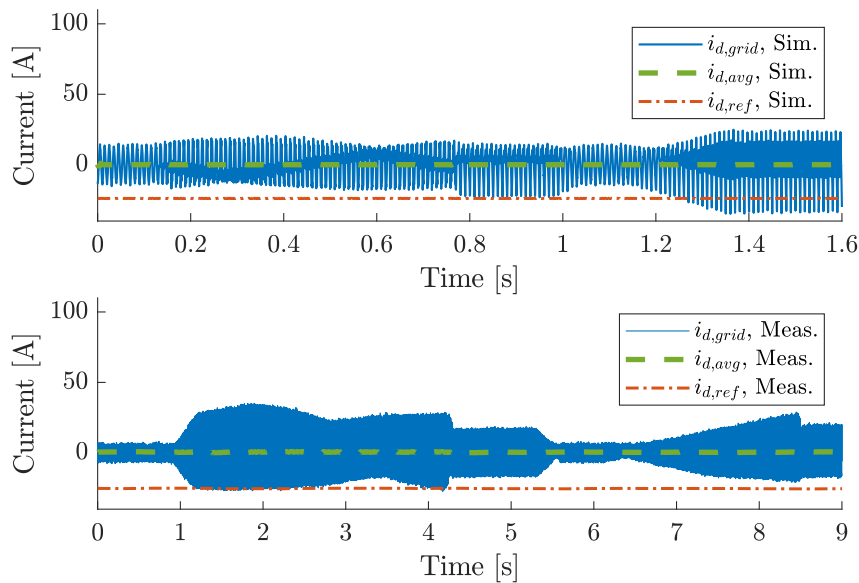 100
50
0
Current [A]
i_{d,grid}, Sim.
i_{d,avg}, Sim.
i_{d,ref}, Sim.
0 0.2 0.4 0.6 0.8 1 1.2 1.4 1.6
Time [s]
100
50
0
Current [A]
i_{d,grid}, Meas.
i_{d,avg}, Meas.
i_{d,ref}, Meas.
0 1 2 3 4 5 6 7 8 9
Time [s]